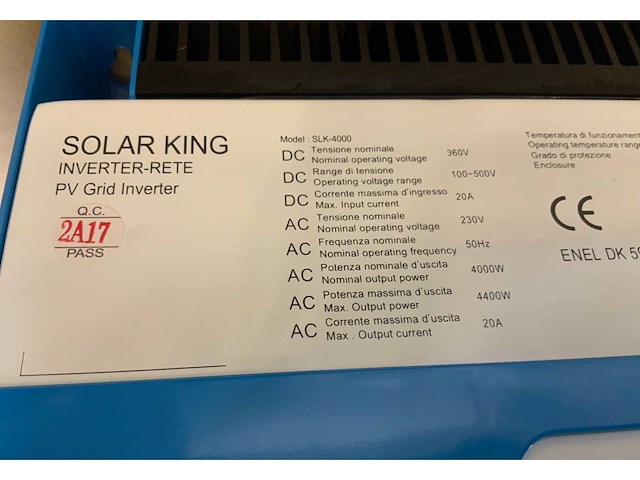 SOLAR KING
INVERTER-RETE
PV Grid Inverter
Q.C.
2A17
PASS
Model : SLK-4000
DC Tensione nominale
Nominal operating voltage 360V
DC Range di tensione
Operating voltage range 100~500V
DC Corrente massima d'ingresso
Max. Input current 20A
AC Tensione nominale
Nominal operating voltage 230V
AC Frequenza nominale
Nominal operating frequency 50Hz
AC Potenza nominale d'uscita
Nominal output power 4000W
AC Potenza massima d'uscita
Max. Output power 4400W
AC Corrente massima d'uscita
Max . Output current 20A
Temperatura di funzionament
Operating temperature range
Grado di protezione
Enclosure
CE
ENEL DK 59